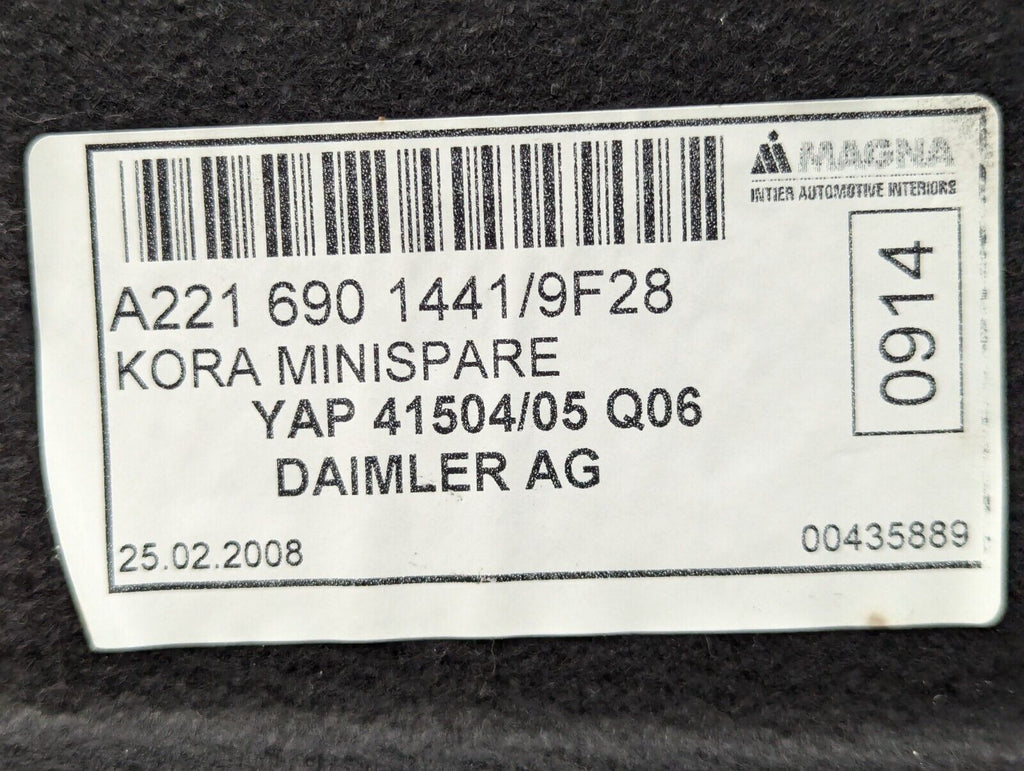 MAGNA
INTIER AUTOMOTIVE INTERIORS
A221 690 1441/9F28
0914
KORA MINISPARE
YAP 41504/05 Q06
DAIMLER AG
25.02.2008
00435889